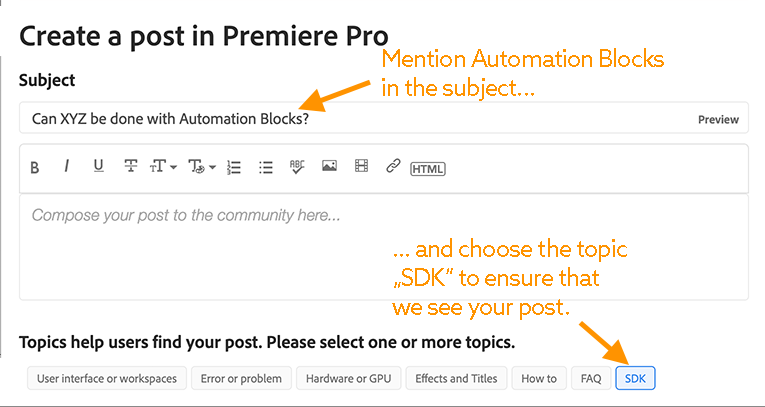 Create a post in Premiere Pro
Mention Automation Blocks
in the subject...
Subject
Can XYZ be done with Automation Blocks?
Preview
B I U T TT T ABC HTML
Compose your post to the community here...
... and choose the topic
„SDK“ to ensure that
we see your post.
Topics help users find your post. Please select one or more topics.
User interface or workspaces Error or problem Hardware or GPU Effects and Titles How to FAQ SDK